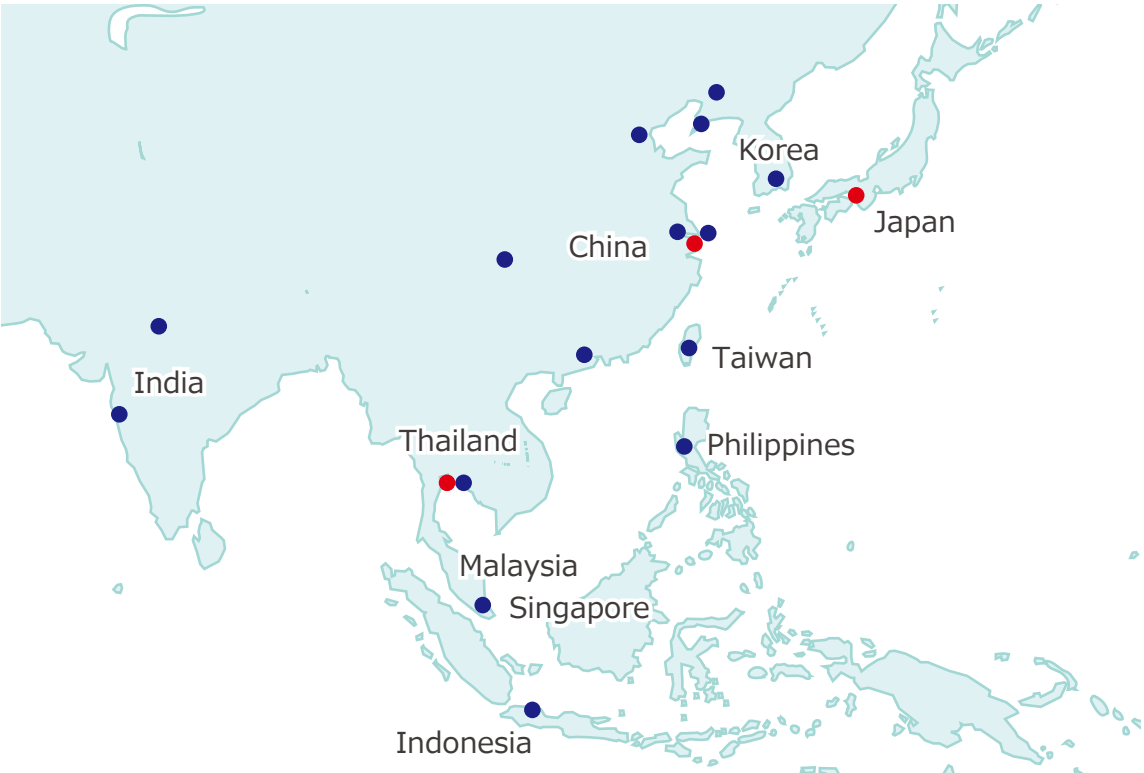 Korea
Japan
China
Taiwan
India
Thailand
Philippines
Malaysia
Singapore
Indonesia